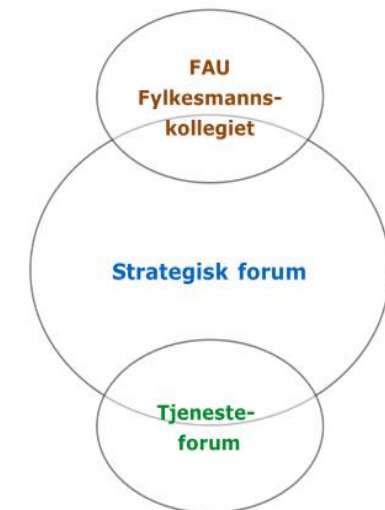 FAU
Fylkesmanns-
kollegiet
Strategisk forum
Tjeneste-
forum